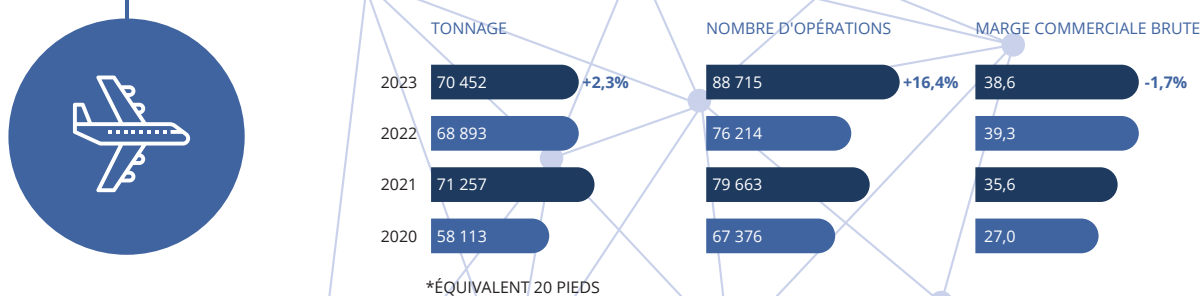 TONNAGE NOMBRE D'OPÉRATIONS MARGE COMMERCIALE BRUTE
2023 70 452 +2,3% 88 715 +16,4% 38,6 -1,7%
2022 68 893 76 214 39,3
2021 71 257 79 663 35,6
2020 58 113 67 376 27,0
*ÉQUIVALENT 20 PIEDS